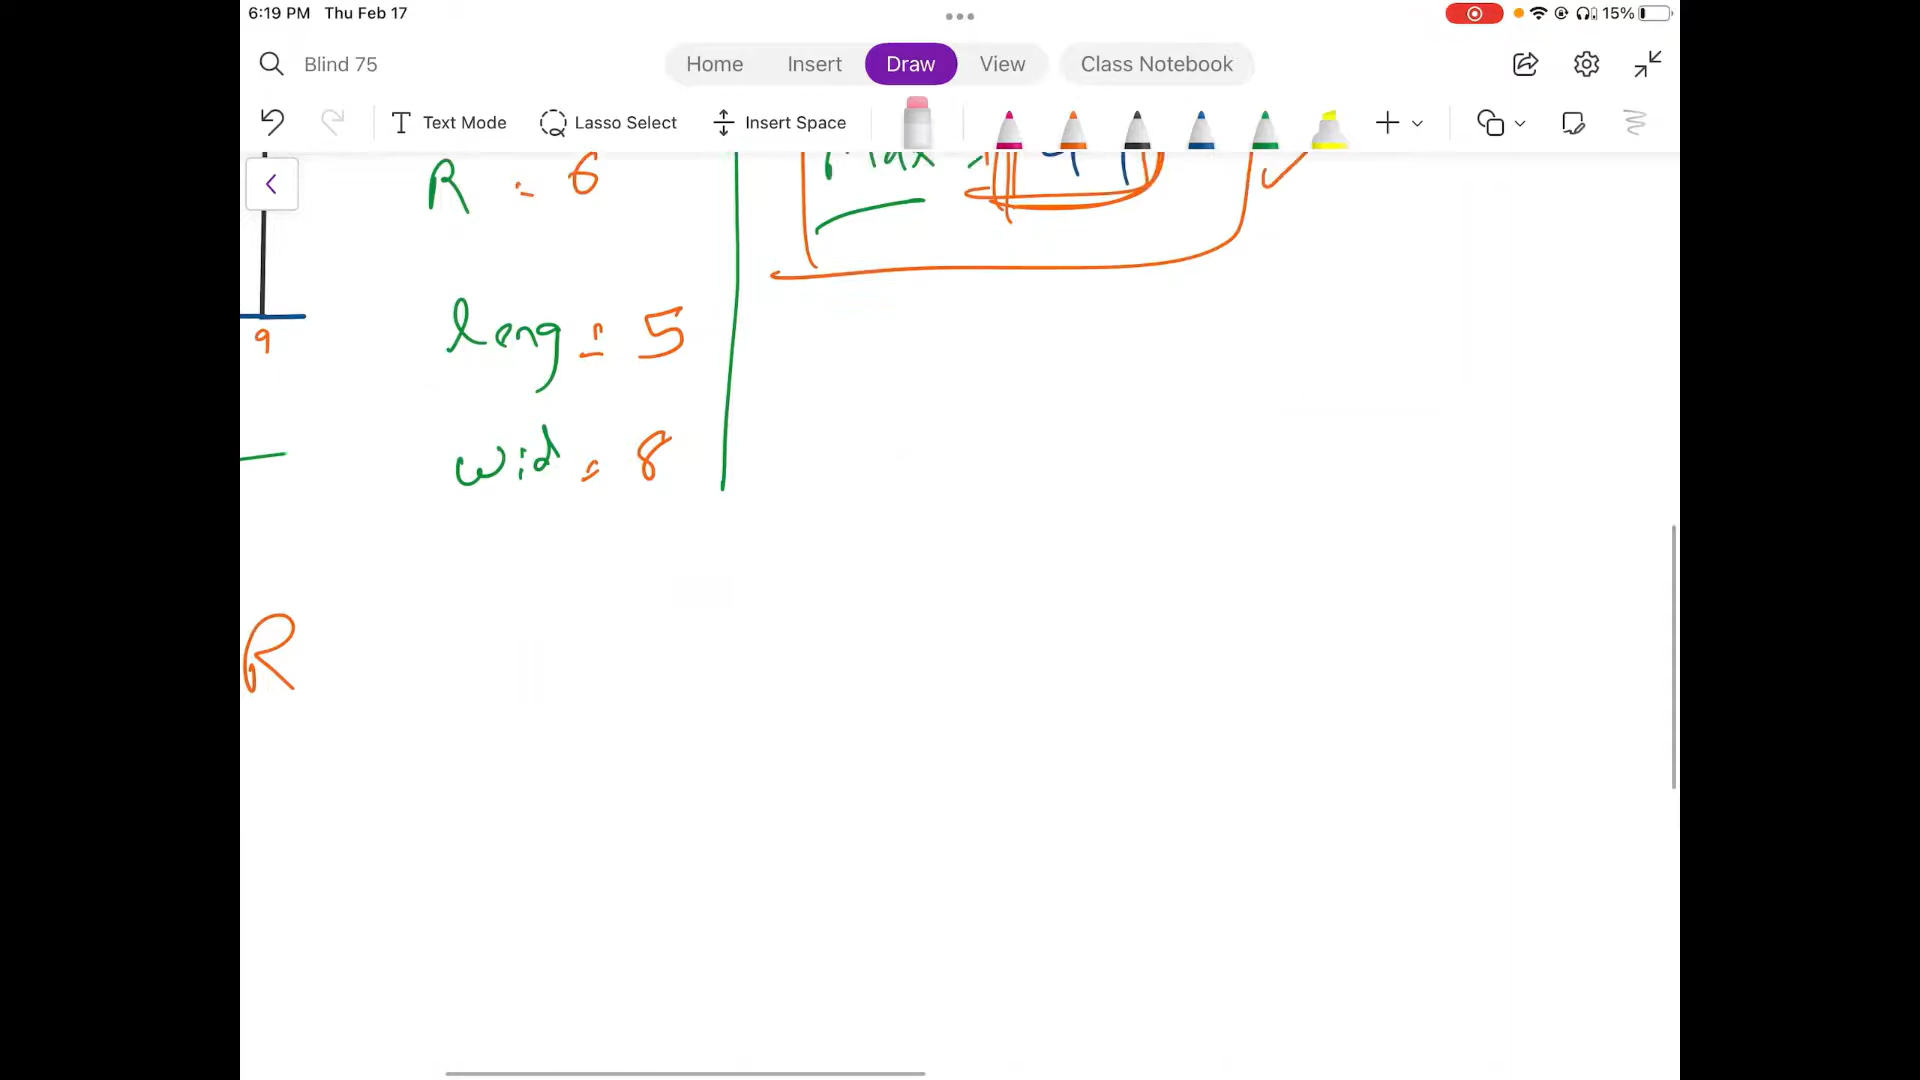 6:19 PM Thu Feb 17 15%
Blind 75 Home Insert Draw View Class Notebook
Text Mode Lasso Select Insert Space
R = 6
Max
9
leng = 5
wid = 8
R